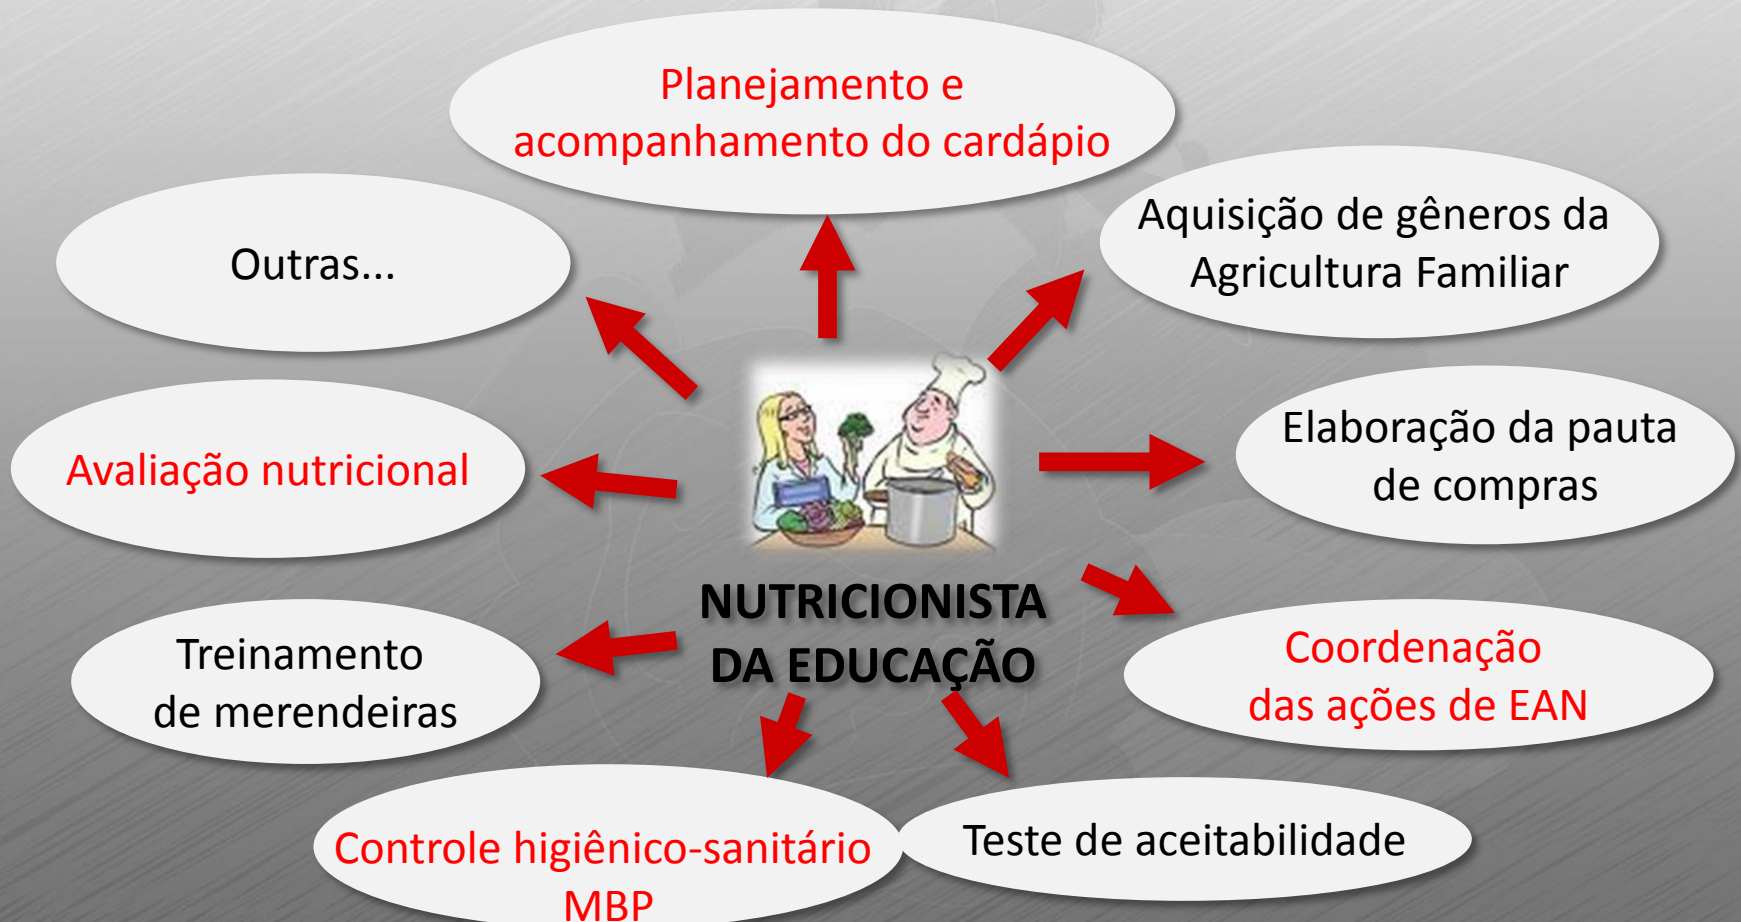 Planejamento e
acompanhamento do cardápio
Aquisição de gêneros da
Agricultura Familiar
Outras...
Elaboração da pauta
de compras
Avaliação nutricional
NUTRICIONISTA
DA EDUCAÇÃO
Coordenação
das ações de EAN
Treinamento
de merendeiras
Teste de aceitabilidade
Controle higiênico-sanitário
MBP